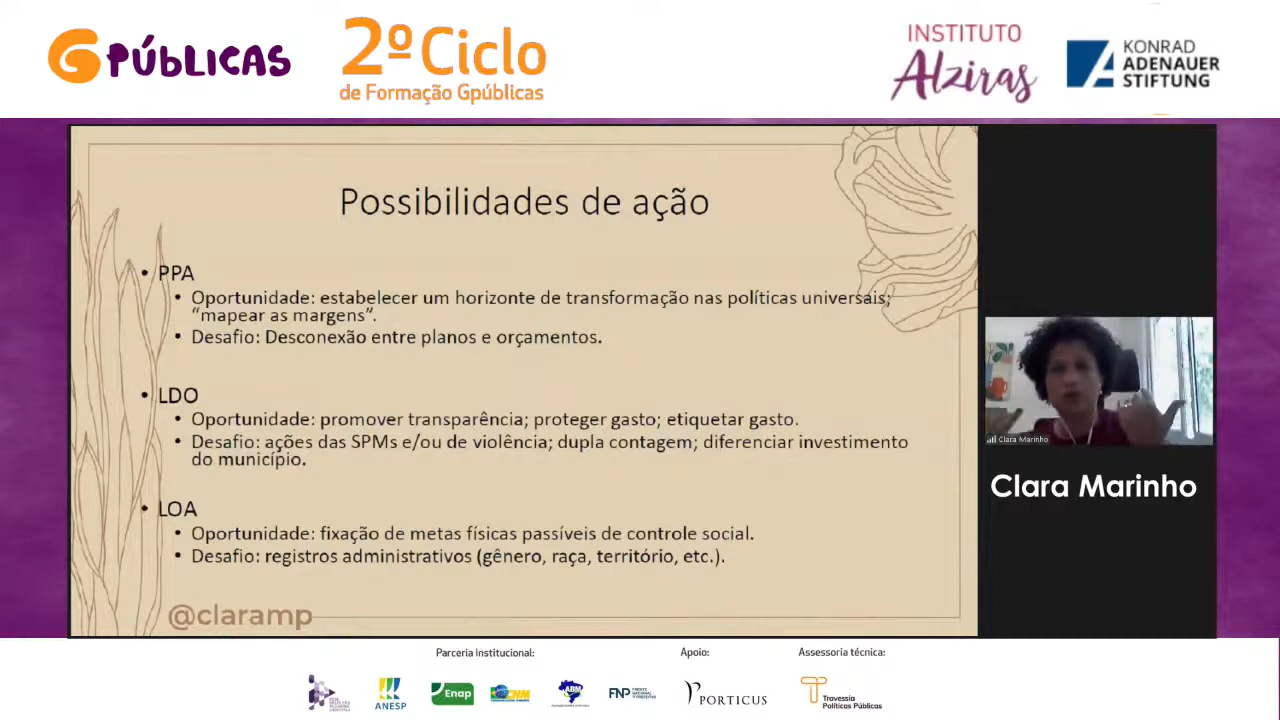 GPÚBLICAS
2º Ciclo
de Formação Gpúblicas
INSTITUTO
Alziras
KONRAD
ADENAUER
STIFTUNG
Possibilidades de ação
• PPA
• Oportunidade: estabelecer um horizonte de transformação nas políticas universais;
“mapear as margens”.
• Desafio: Desconexão entre planos e orçamentos.
• LDO
• Oportunidade: promover transparência; proteger gasto; etiquetar gasto.
• Desafio: ações das SPMs e/ou de violência; dupla contagem; diferenciar investimento
do município.
• LOA
• Oportunidade: fixação de metas físicas passíveis de controle social.
• Desafio: registros administrativos (gênero, raça, território, etc.).
@claramp
Clara Marinho
Clara Marinho
Parceria Institucional:
Apoio:
Assessoria técnica:
ANESP
Enap
CNM
ABM
FNP
PORTICUS
Travessia
Políticas Públicas